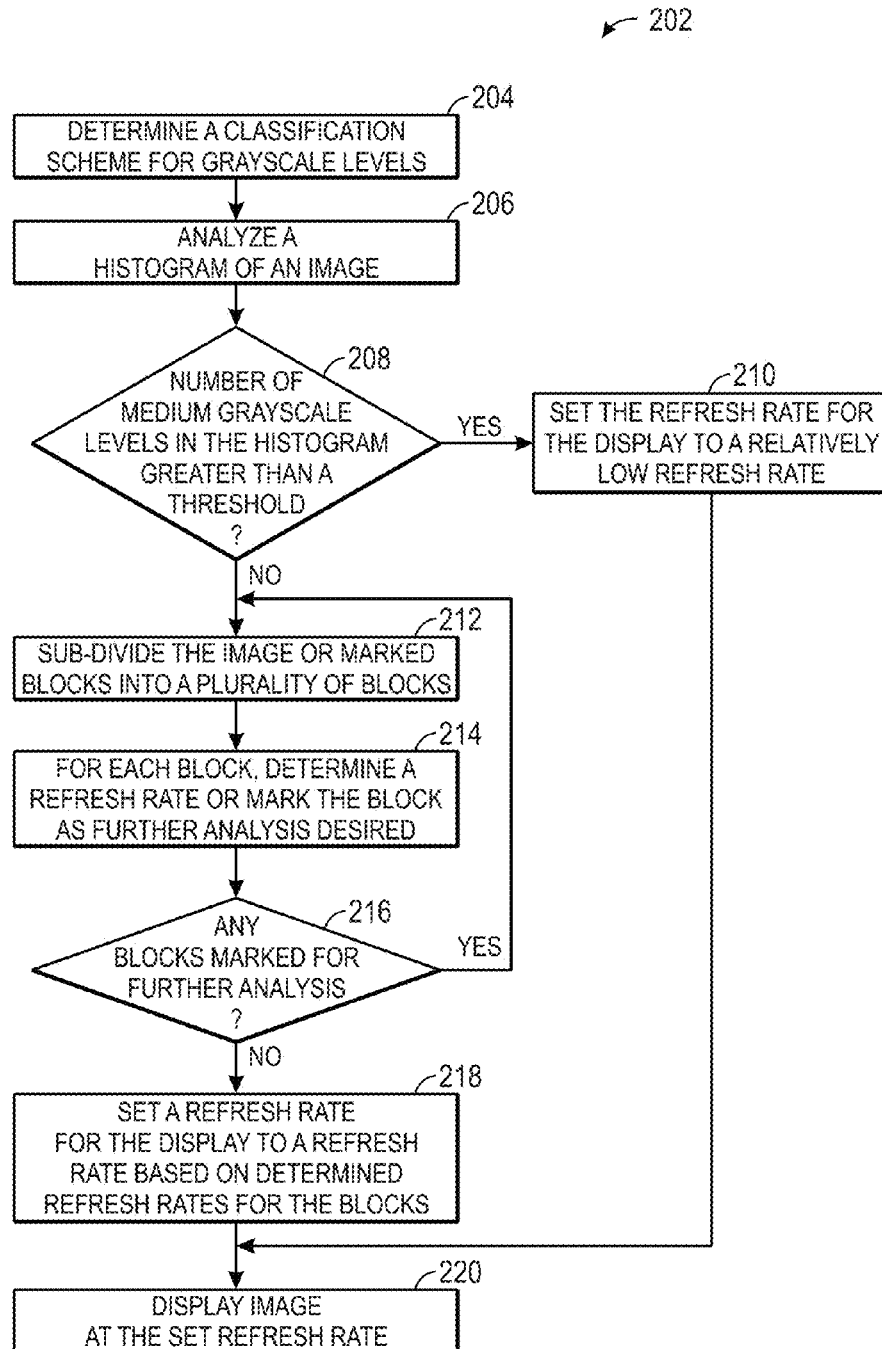 202
204
DETERMINE A CLASSIFICATION
SCHEME FOR GRAYSCALE LEVELS
206
ANALYZE A
HISTOGRAM OF AN IMAGE
208
NUMBER OF
MEDIUM GRAYSCALE
LEVELS IN THE HISTOGRAM
GREATER THAN A
THRESHOLD
?
YES
210
SET THE REFRESH RATE FOR
THE DISPLAY TO A RELATIVELY
LOW REFRESH RATE
NO
212
SUB-DIVIDE THE IMAGE OR MARKED
BLOCKS INTO A PLURALITY OF BLOCKS
214
FOR EACH BLOCK, DETERMINE A
REFRESH RATE OR MARK THE BLOCK
AS FURTHER ANALYSIS DESIRED
216
ANY
BLOCKS MARKED FOR
FURTHER ANALYSIS
?
YES
NO
218
SET A REFRESH RATE
FOR THE DISPLAY TO A REFRESH
RATE BASED ON DETERMINED
REFRESH RATES FOR THE BLOCKS
220
DISPLAY IMAGE
AT THE SET REFRESH RATE